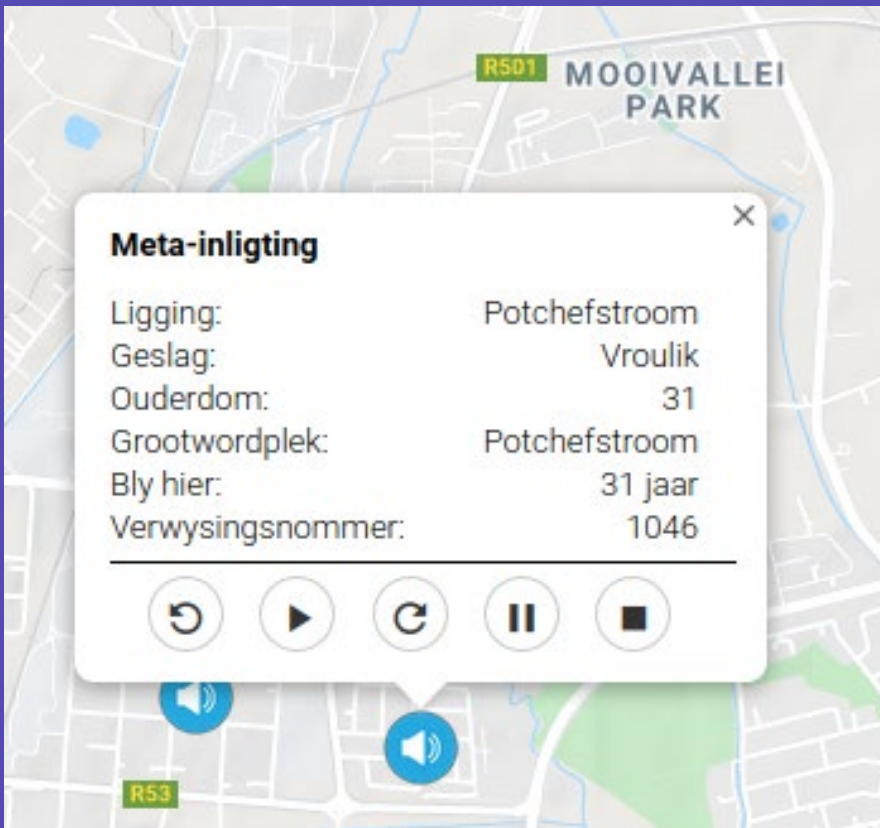 R501
MOOIVALLEI
PARK
Meta-inligting
Ligging: Potchefstroom
Geslag: Vroulik
Ouderdom: 31
Grootwordplek: Potchefstroom
Bly hier: 31 jaar
Verwysingsnommer: 1046
R53